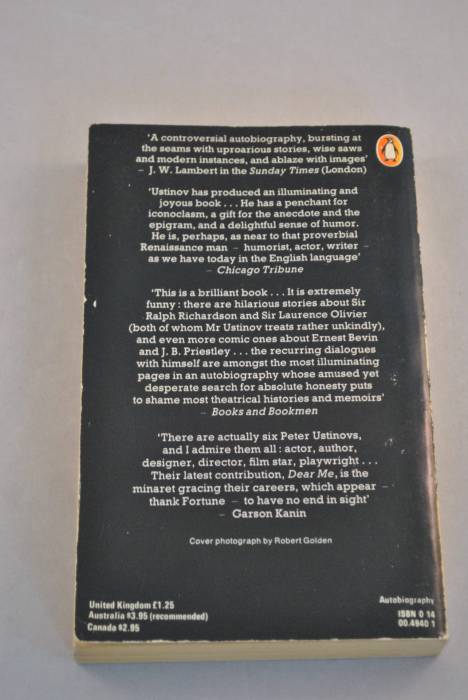 'A controversial autobiography, bursting at
the seams with uproarious stories, wise saws
and modern instances, and ablaze with images'
– J. W. Lambert in the Sunday Times (London)
'Ustinov has produced an illuminating and
joyous book . . . He has a penchant for
iconoclasm, a gift for the anecdote and the
epigram, and a delightful sense of humor.
He is, perhaps, as near to that proverbial
Renaissance man – humorist, actor, writer –
as we have today in the English language'
– Chicago Tribune
'This is a brilliant book . . . It is extremely
funny : there are hilarious stories about Sir
Ralph Richardson and Sir Laurence Olivier
(both of whom Mr Ustinov treats rather unkindly),
and even more comic ones about Ernest Bevin
and J. B. Priestley . . . the recurring dialogues
with himself are amongst the most illuminating
pages in an autobiography whose amused yet
desperate search for absolute honesty puts
to shame most theatrical histories and memoirs'
– Books and Bookmen
'There are actually six Peter Ustinovs,
and I admire them all : actor, author,
designer, director, film star, playwright . . .
Their latest contribution, Dear Me, is the
minaret gracing their careers, which appear –
thank Fortune – to have no end in sight'
– Garson Kanin
Cover photograph by Robert Golden
United Kingdom £1.25
Australia $3.95 (recommended)
Canada $2.95
Autobiography
ISBN 0 14
00.4940 1